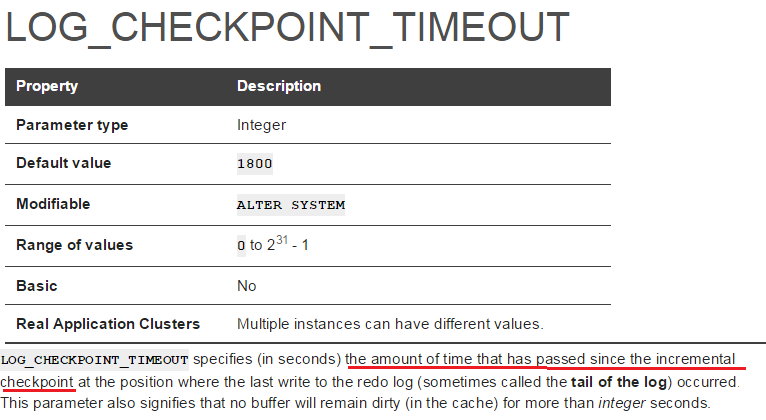 LOG_CHECKPOINT_TIMEOUT
Property Description
Parameter type Integer
Default value 1800
Modifiable ALTER SYSTEM
Range of values 0 to 2^31 - 1
Basic No
Real Application Clusters Multiple instances can have different values.
LOG_CHECKPOINT_TIMEOUT specifies (in seconds) the amount of time that has passed since the incremental
checkpoint at the position where the last write to the redo log (sometimes called the tail of the log) occurred.
This parameter also signifies that no buffer will remain dirty (in the cache) for more than integer seconds.